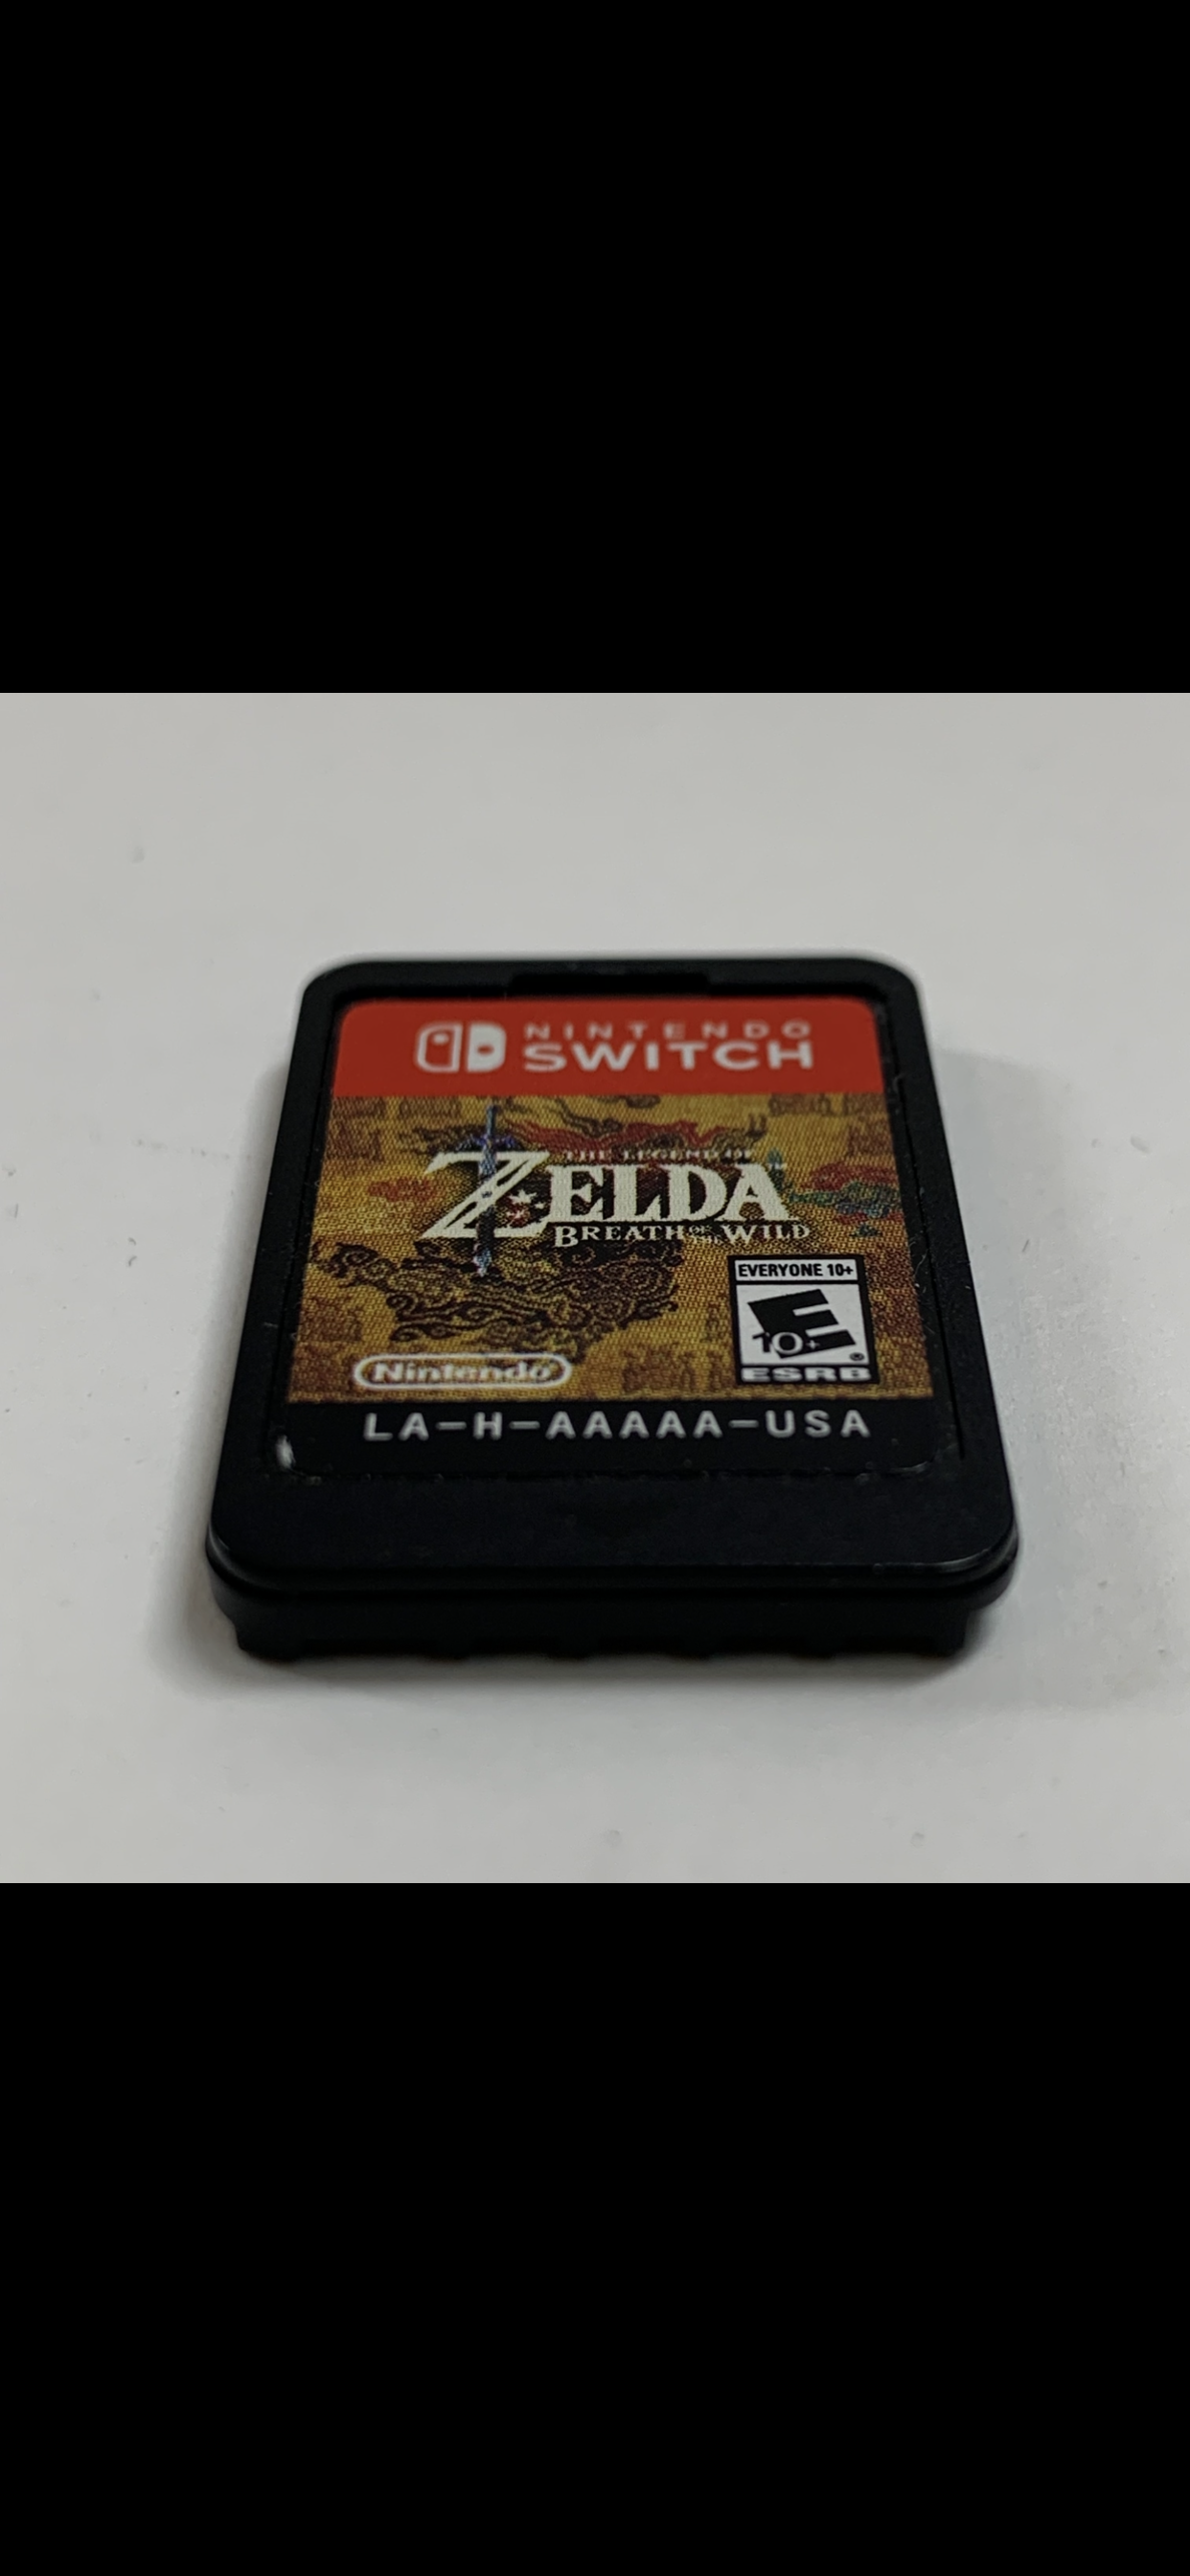 NINTENDO
SWITCH
THE LEGEND OF
ZELDA
BREATH OF THE WILD
EVERYONE 10+
E
10+
ESRB
Nintendo
LA-H-AAAAA-USA